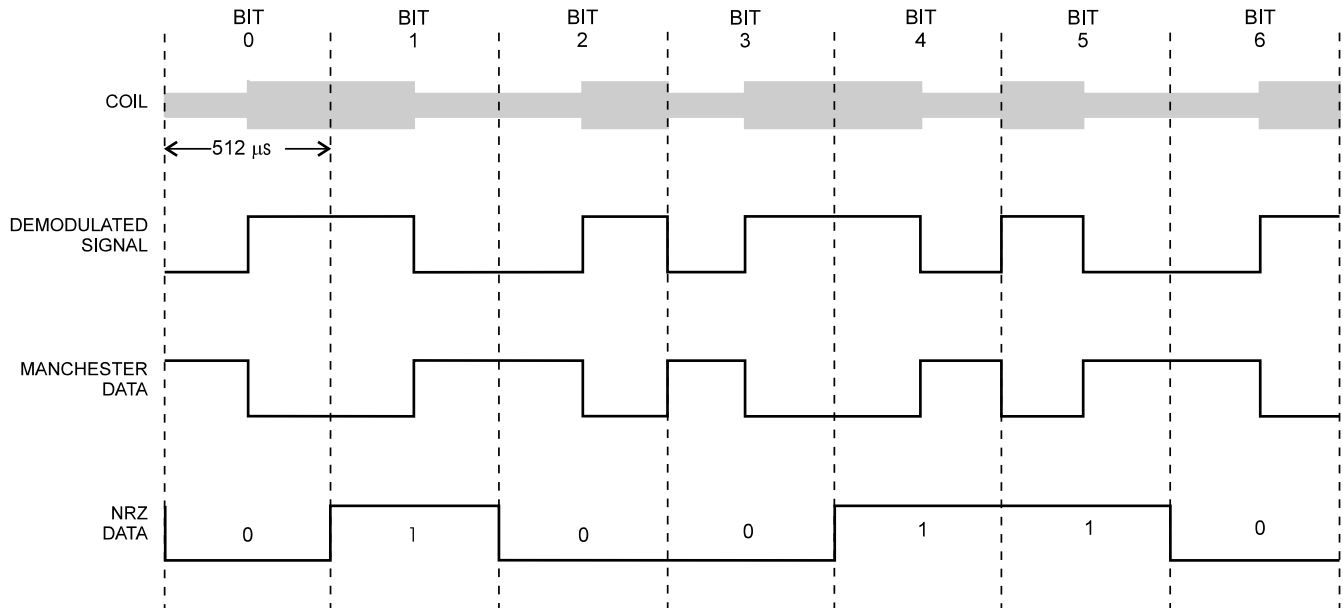 BIT 0 BIT 1 BIT 2 BIT 3 BIT 4 BIT 5 BIT 6
COIL
512 μs
DEMODULATED
SIGNAL
MANCHESTER
DATA
NRZ
DATA
0 1 0 0 1 1 0